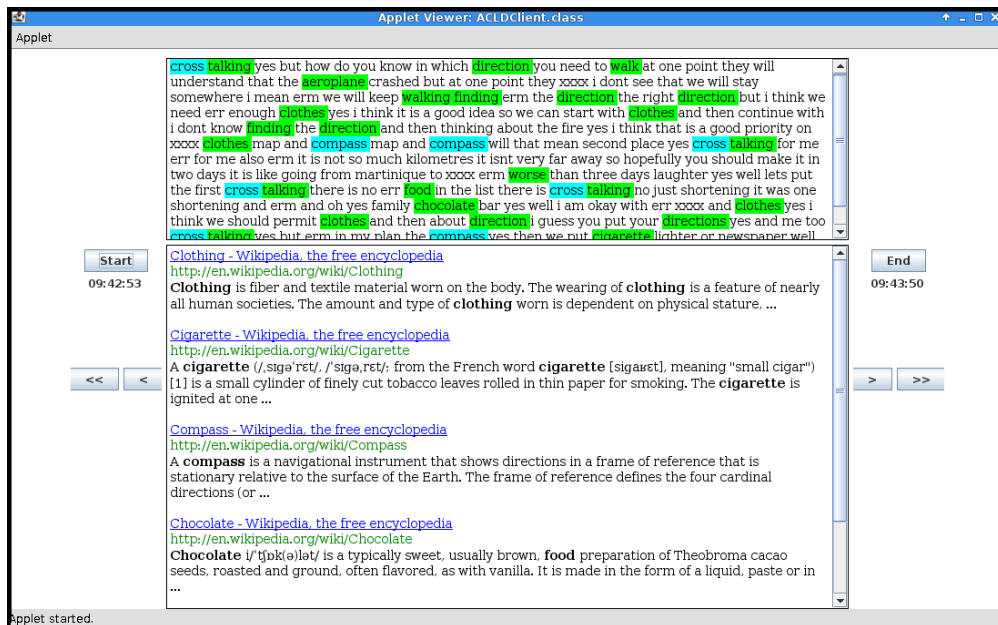 Applet Viewer: ACLDClient.class
Applet
cross talking yes but how do you know in which direction you need to walk at one point they will
understand that the aeroplane crashed but at one point they xxxx i dont see that we will stay
somewhere i mean erm we will keep walking finding erm the direction the right direction but i think we
need err enough clothes yes i think it is a good idea so we can start with clothes and then continue with
i dont know finding the direction and then thinking about the fire yes i think that is a good priority on
xxxx clothes map and compass map and compass will that mean second place yes cross talking for me
err for me also erm it is not so much kilometres it isnt very far away so hopefully you should make it in
two days it is like going from martinique to xxxx erm worse than three days laughter yes well lets put
the first cross talking there is no err food in the list there is cross talking no just shortening it was one
shortening and erm and oh yes family chocolate bar yes well i am okay with err xxxx and clothes yes i
think we should permit clothes and then about direction i guess you put your directions yes and me too
cross talking yes but erm in my plan the compass yes then we put cigarette lighter or newspaper well
Start
09:42:53
<<
<
Clothing - Wikipedia, the free encyclopedia
http://en.wikipedia.org/wiki/Clothing
Clothing is fiber and textile material worn on the body. The wearing of clothing is a feature of nearly
all human societies. The amount and type of clothing worn is dependent on physical stature, ...
Cigarette - Wikipedia, the free encyclopedia
http://en.wikipedia.org/wiki/Cigarette
A cigarette (/ˌsɪɡəˈrɛt/, /ˈsɪɡəˌrɛt/; from the French word cigarette [siɡaʁɛt], meaning "small cigar")
[1] is a small cylinder of finely cut tobacco leaves rolled in thin paper for smoking. The cigarette is
ignited at one ...
Compass - Wikipedia, the free encyclopedia
http://en.wikipedia.org/wiki/Compass
A compass is a navigational instrument that shows directions in a frame of reference that is
stationary relative to the surface of the Earth. The frame of reference defines the four cardinal
directions (or ...
Chocolate - Wikipedia, the free encyclopedia
http://en.wikipedia.org/wiki/Chocolate
Chocolate i/ˈtʃɒk(ə)lət/ is a typically sweet, usually brown, food preparation of Theobroma cacao
seeds, roasted and ground, often flavored, as with vanilla. It is made in the form of a liquid, paste or in
...
End
09:43:50
>
>>
Applet started.